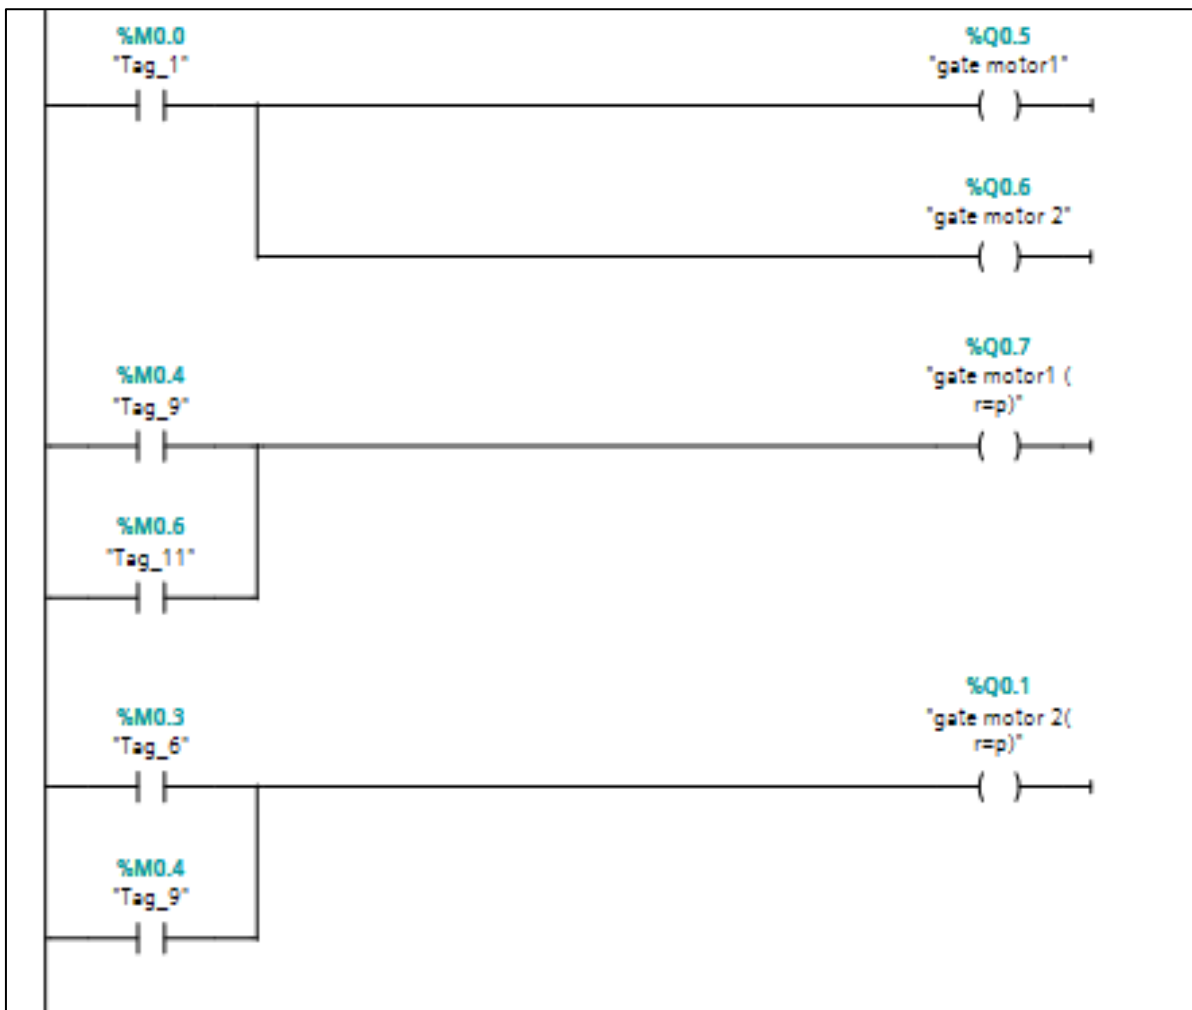 %M0.0
"Tag_1"
%Q0.5
"gate motor1"
%Q0.6
"gate motor 2"
%M0.4
"Tag_9"
%Q0.7
"gate motor1 (
r=p)"
%M0.6
"Tag_11"
%M0.3
"Tag_6"
%Q0.1
"gate motor 2(
r=p)"
%M0.4
"Tag_9"